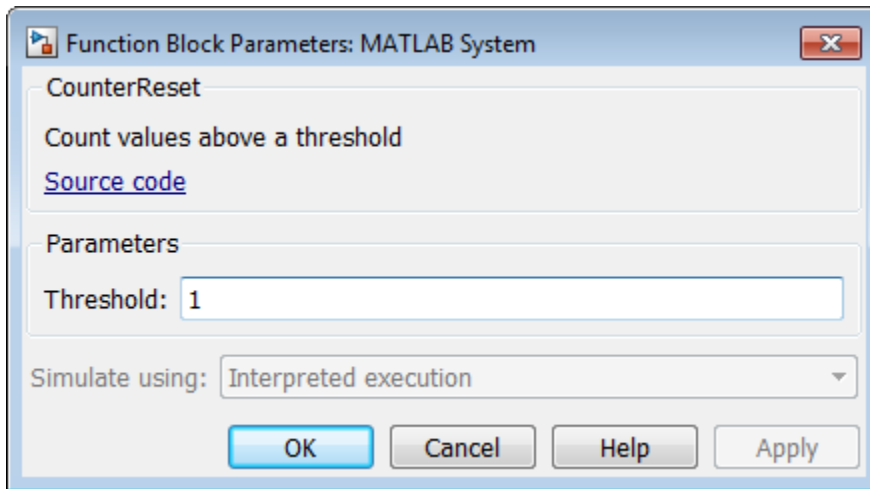 Function Block Parameters: MATLAB System
CounterReset
Count values above a threshold
Source code
Parameters
Threshold: 1
Simulate using: Interpreted execution
OK Cancel Help Apply